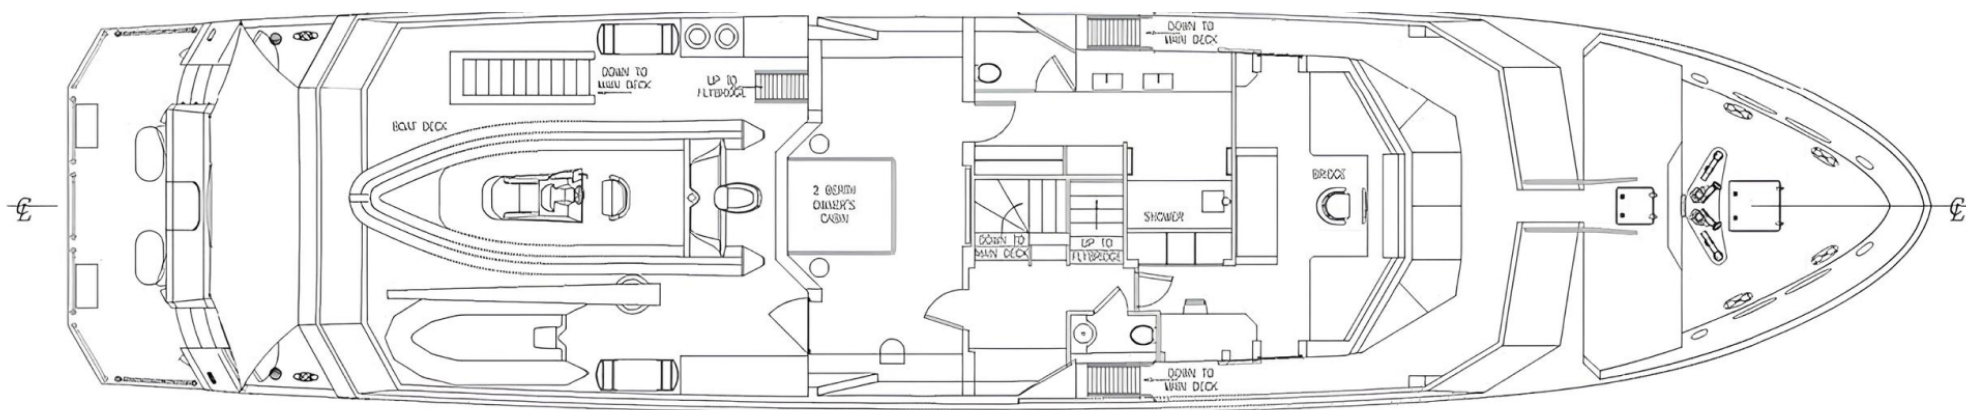 DOWN TO
MAIN DECK
DOWN TO
MAIN DECK
UP TO
FLYBRIDGE
BOAT DECK
2 BERTH
OWNER'S
CABIN
BRIDGE
SHOWER
DOWN TO
MAIN DECK
UP TO
FLYBRIDGE
DOWN TO
MAIN DECK